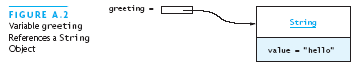 FIGURE A.2
Variable greeting
References a String
Object
greeting =
String
value = "hello"